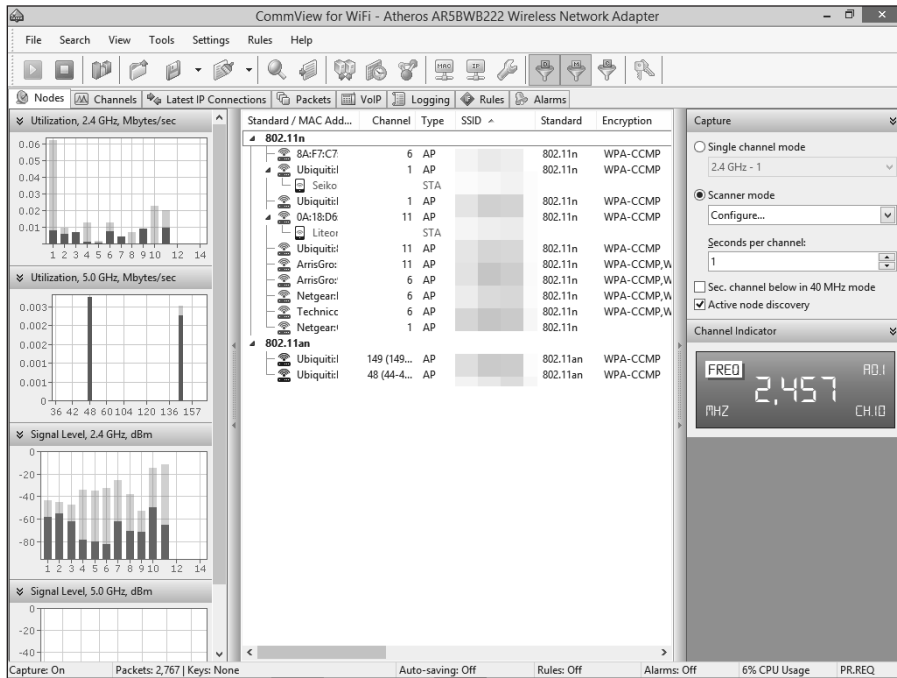 CommView for WiFi - Atheros AR5BWB222 Wireless Network Adapter
File Search View Tools Settings Rules Help
MAC IP
Nodes Channels Latest IP Connections Packets VoIP Logging Rules Alarms
Utilization, 2.4 GHz, Mbytes/sec
0.06
0.05
0.04
0.03
0.02
0.01
1 2 3 4 5 6 7 8 9 10 11 12 14
Utilization, 5.0 GHz, Mbytes/sec
0.003
0.002
0.001
0.001
0
36 42 48 60 104 120 136 157
Signal Level, 2.4 GHz, dBm
0
-20
-40
-60
-80
1 2 3 4 5 6 7 8 9 10 11 12 14
Signal Level, 5.0 GHz, dBm
0
-20
-40
Standard / MAC Add... Channel Type SSID Standard Encryption
802.11n
8A:F7:C7: 6 AP 802.11n WPA-CCMP
Ubiquiti: 1 AP 802.11n WPA-CCMP
Seiko STA
Ubiquiti: 1 AP 802.11n WPA-CCMP
0A:18:D6: 11 AP 802.11n WPA-CCMP
Liteor STA
Ubiquiti: 11 AP 802.11n WPA-CCMP
ArrisGro: 11 AP 802.11n WPA-CCMP,W
ArrisGro: 6 AP 802.11n WPA-CCMP,W
Netgear: 6 AP 802.11n WPA-CCMP,W
Technicc 6 AP 802.11n WPA-CCMP,W
Netgear: 1 AP 802.11n
802.11an
Ubiquiti: 149 (149... AP 802.11an WPA-CCMP
Ubiquiti: 48 (44-4... AP 802.11an WPA-CCMP
Capture
Single channel mode
2.4 GHz - 1
Scanner mode
Configure...
Seconds per channel:
1
Sec. channel below in 40 MHz mode
Active node discovery
Channel Indicator
FREQ 2,457 AD.1
MHZ CH.10
Capture: On Packets: 2,767 | Keys: None Auto-saving: Off Rules: Off Alarms: Off 6% CPU Usage PR.REQ